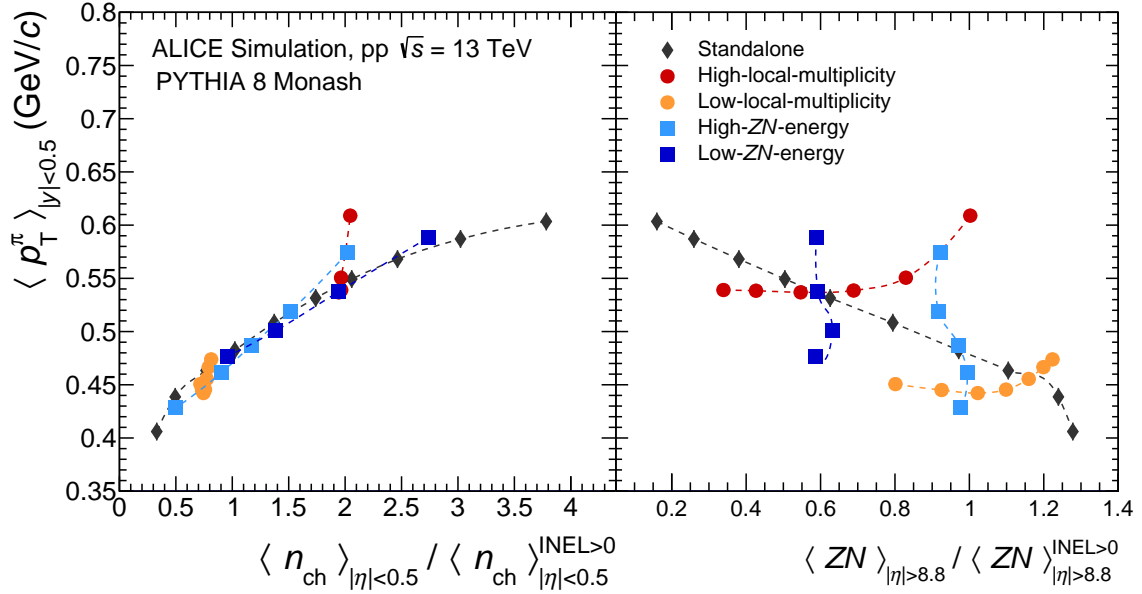 ALICE Simulation, pp √s = 13 TeV
PYTHIA 8 Monash
Standalone
High-local-multiplicity
Low-local-multiplicity
High-ZN-energy
Low-ZN-energy
⟨ p_T^π ⟩_|y|<0.5 (GeV/c)
0.8
0.75
0.7
0.65
0.6
0.55
0.5
0.45
0.4
0.35
0 0.5 1 1.5 2 2.5 3 3.5 4
0.2 0.4 0.6 0.8 1 1.2 1.4
⟨ n_ch ⟩_|η|<0.5 / ⟨ n_ch ⟩_|η|<0.5^INEL>0
⟨ ZN ⟩_|η|>8.8 / ⟨ ZN ⟩_|η|>8.8^INEL>0